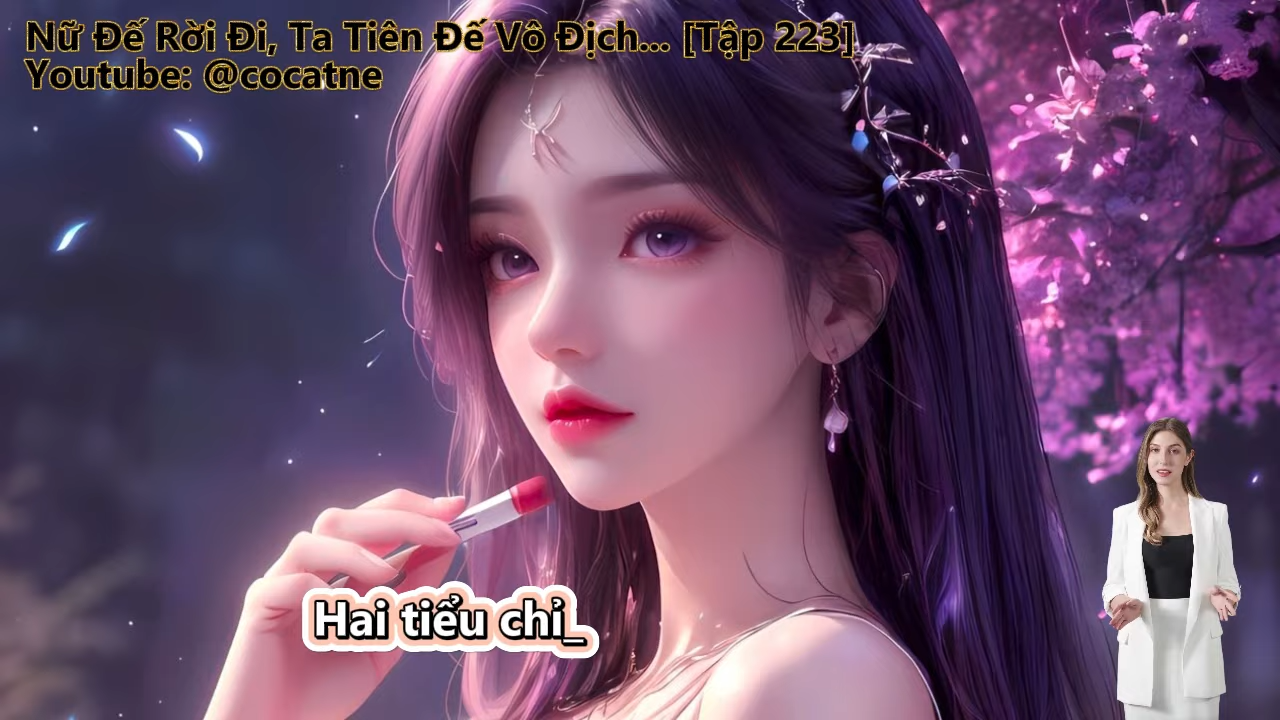 Nữ Đế Rời Đi, Ta Tiên Đế Vô Địch... [Tập 223]
Youtube: @cocatne
Hai tiểu chỉ_